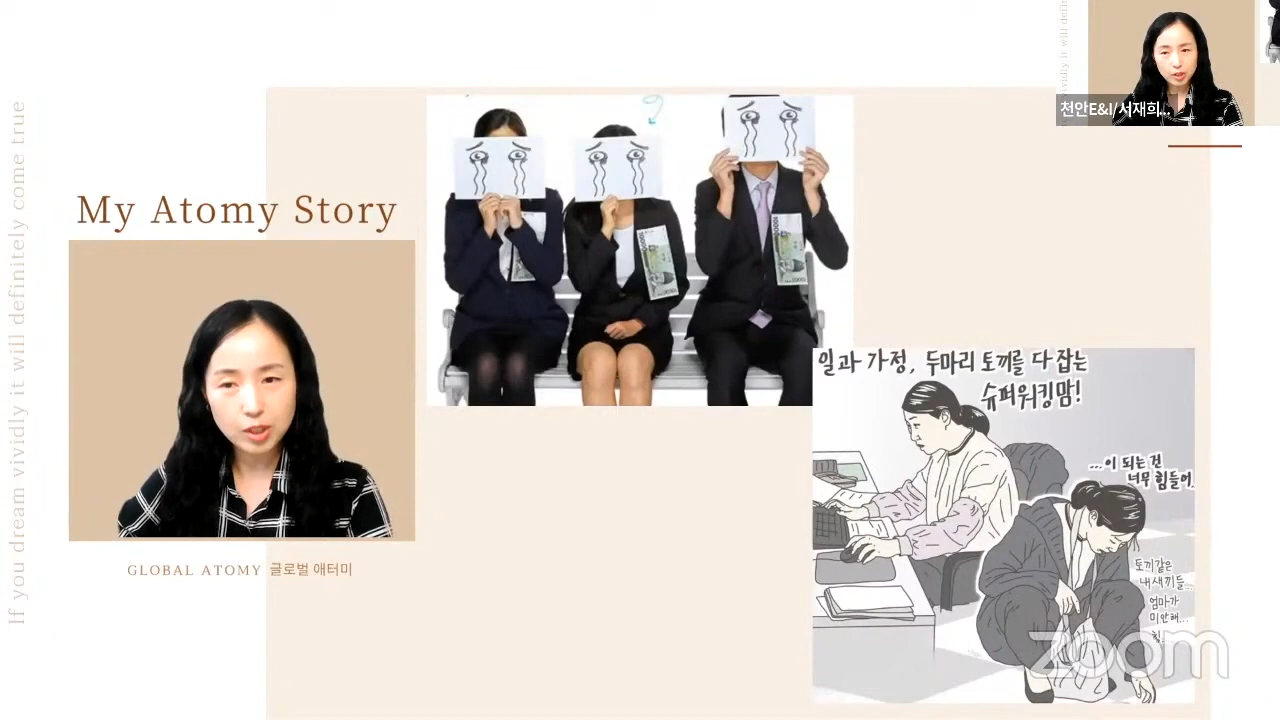 If you dream vividly it will definitely come true
My Atomy Story
GLOBAL ATOMY 글로벌 애터미
천안E&I/서재희...
일과 가정, 두마리 토끼를 다 잡는
슈퍼워킹맘!
...이 되는 건
너무 힘들어.
토끼같은
내새끼들..
엄마가
미안해...
zoom